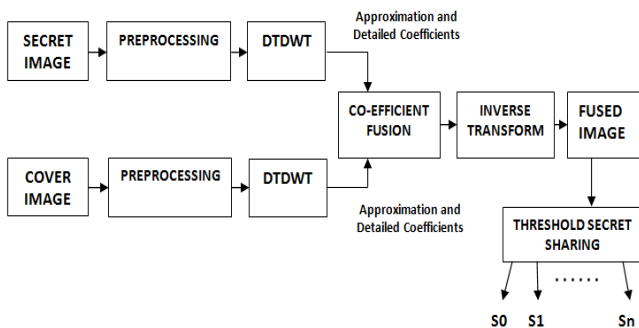 Approximation and
Detailed Coefficients
SECRET
IMAGE
PREPROCESSING
DTDWT
CO-EFFICIENT
FUSION
INVERSE
TRANSFORM
FUSED
IMAGE
COVER
IMAGE
PREPROCESSING
DTDWT
Approximation and
Detailed Coefficients
THRESHOLD SECRET
SHARING
......
S0 S1 Sn